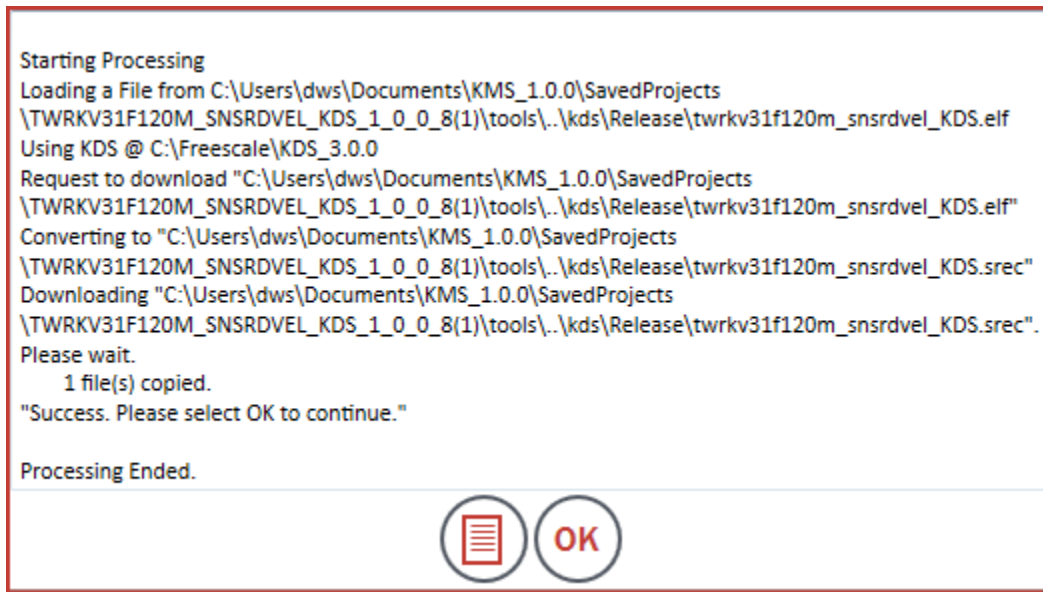 Starting Processing
Loading a File from C:\Users\dws\Documents\KMS_1.0.0\SavedProjects
\TWRKV31F120M_SNSRDVEL_KDS_1_0_0_8(1)\tools\..\kds\Release\twrkv31f120m_snsrdvel_KDS.elf
Using KDS @ C:\Freescale\KDS_3.0.0
Request to download "C:\Users\dws\Documents\KMS_1.0.0\SavedProjects
\TWRKV31F120M_SNSRDVEL_KDS_1_0_0_8(1)\tools\..\kds\Release\twrkv31f120m_snsrdvel_KDS.elf"
Converting to "C:\Users\dws\Documents\KMS_1.0.0\SavedProjects
\TWRKV31F120M_SNSRDVEL_KDS_1_0_0_8(1)\tools\..\kds\Release\twrkv31f120m_snsrdvel_KDS.srec"
Downloading "C:\Users\dws\Documents\KMS_1.0.0\SavedProjects
\TWRKV31F120M_SNSRDVEL_KDS_1_0_0_8(1)\tools\..\kds\Release\twrkv31f120m_snsrdvel_KDS.srec".
Please wait.
1 file(s) copied.
"Success. Please select OK to continue."
Processing Ended.
OK